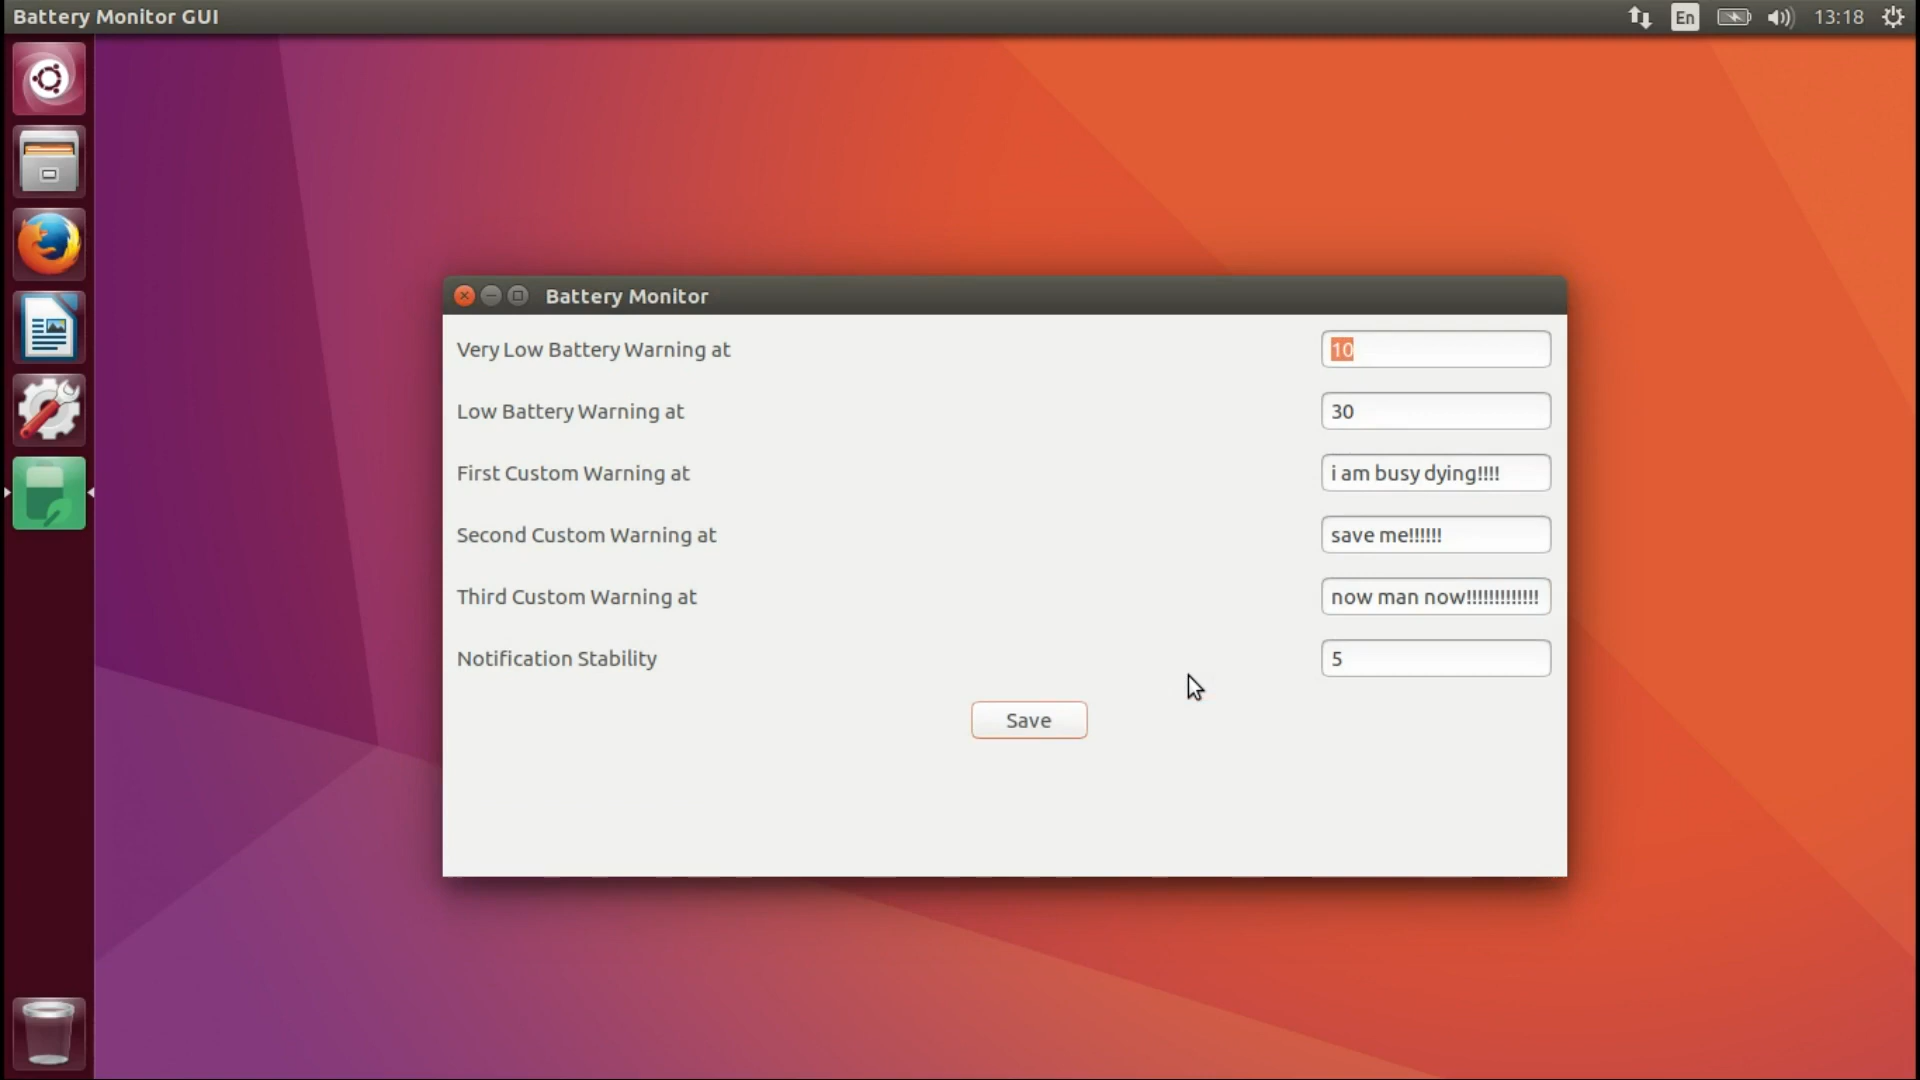 Battery Monitor GUI
En
13:18
Battery Monitor
Very Low Battery Warning at
10
Low Battery Warning at
30
First Custom Warning at
i am busy dying!!!!
Second Custom Warning at
save me!!!!!!
Third Custom Warning at
now man now!!!!!!!!!!!!!
Notification Stability
5
Save